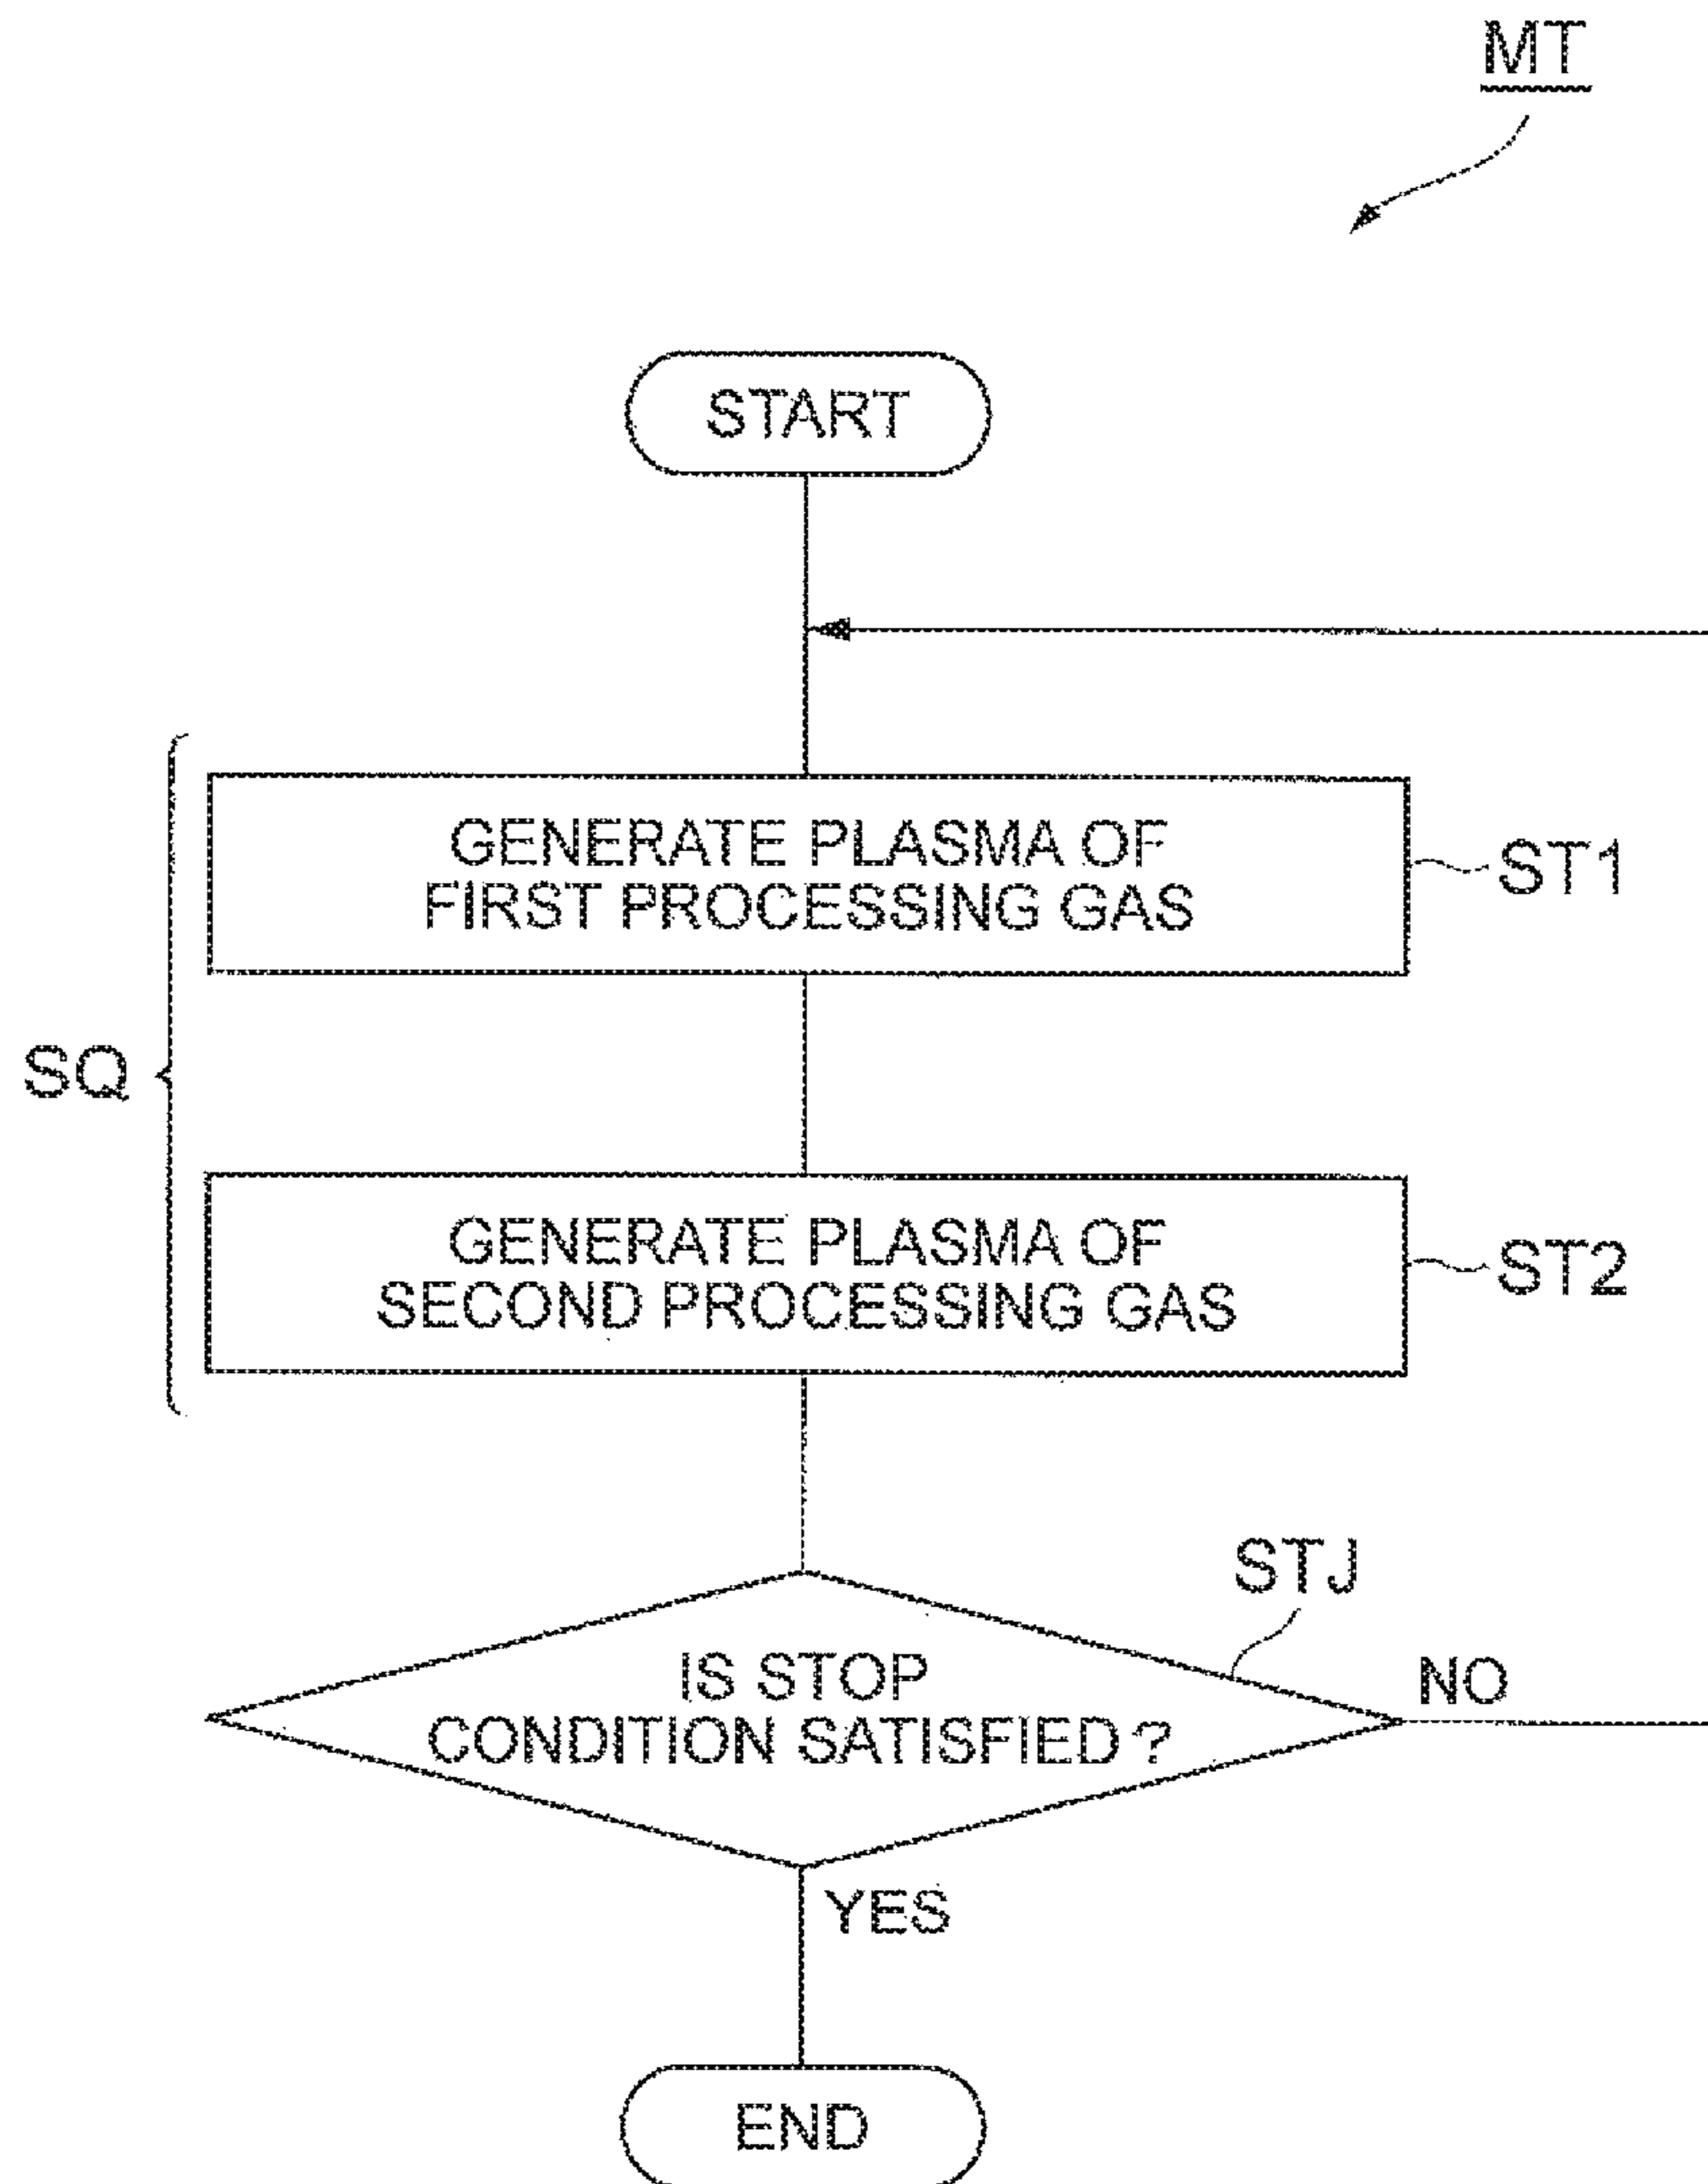 MT
START
GENERATE PLASMA OF
FIRST PROCESSING GAS
ST1
SQ
GENERATE PLASMA OF
SECOND PROCESSING GAS
ST2
STJ
IS STOP
CONDITION SATISFIED?
NO
YES
END